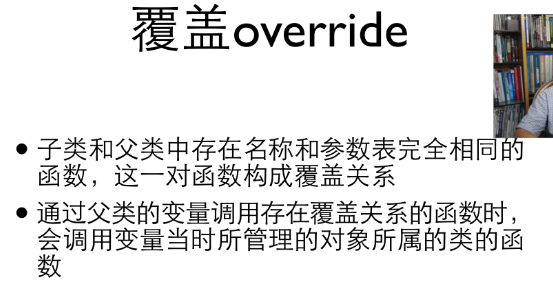 覆盖override
● 子类和父类中存在名称和参数表完全相同的
函数，这一对函数构成覆盖关系
● 通过父类的变量调用存在覆盖关系的函数时，
会调用变量当时所管理的对象所属的类的函
数